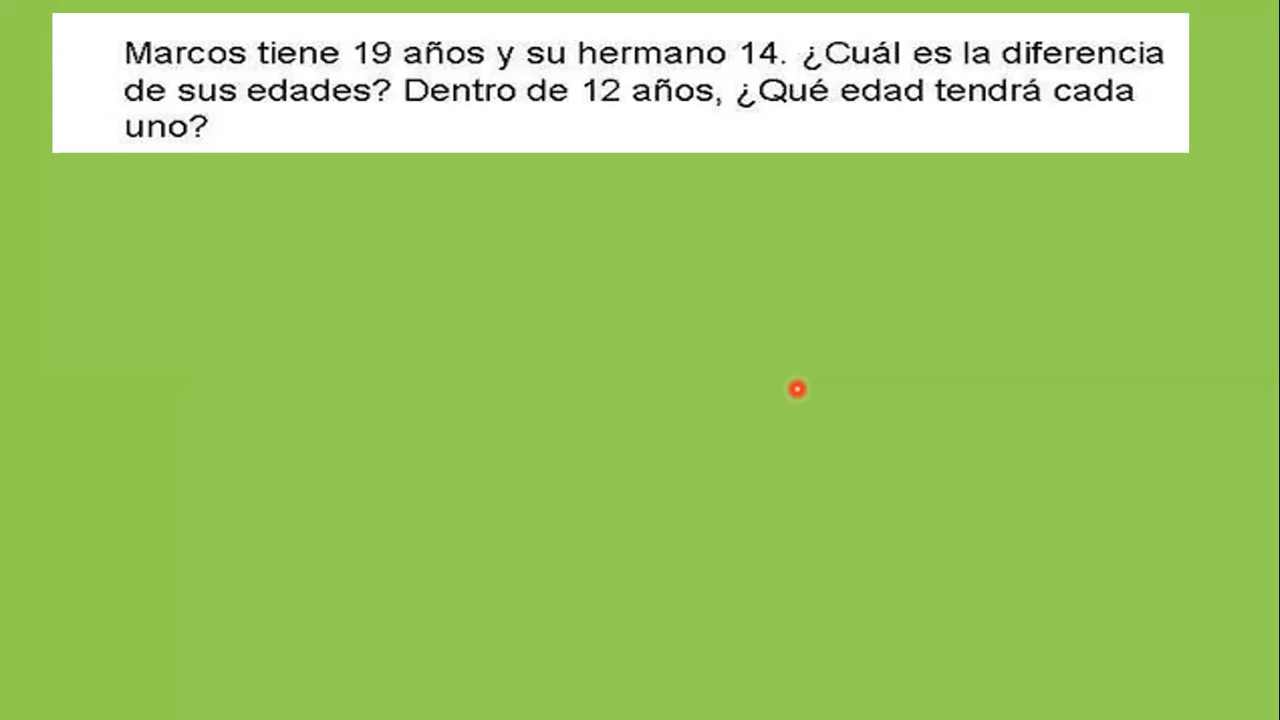 Marcos tiene 19 años y su hermano 14. ¿Cuál es la diferencia
de sus edades? Dentro de 12 años, ¿Qué edad tendrá cada
uno?